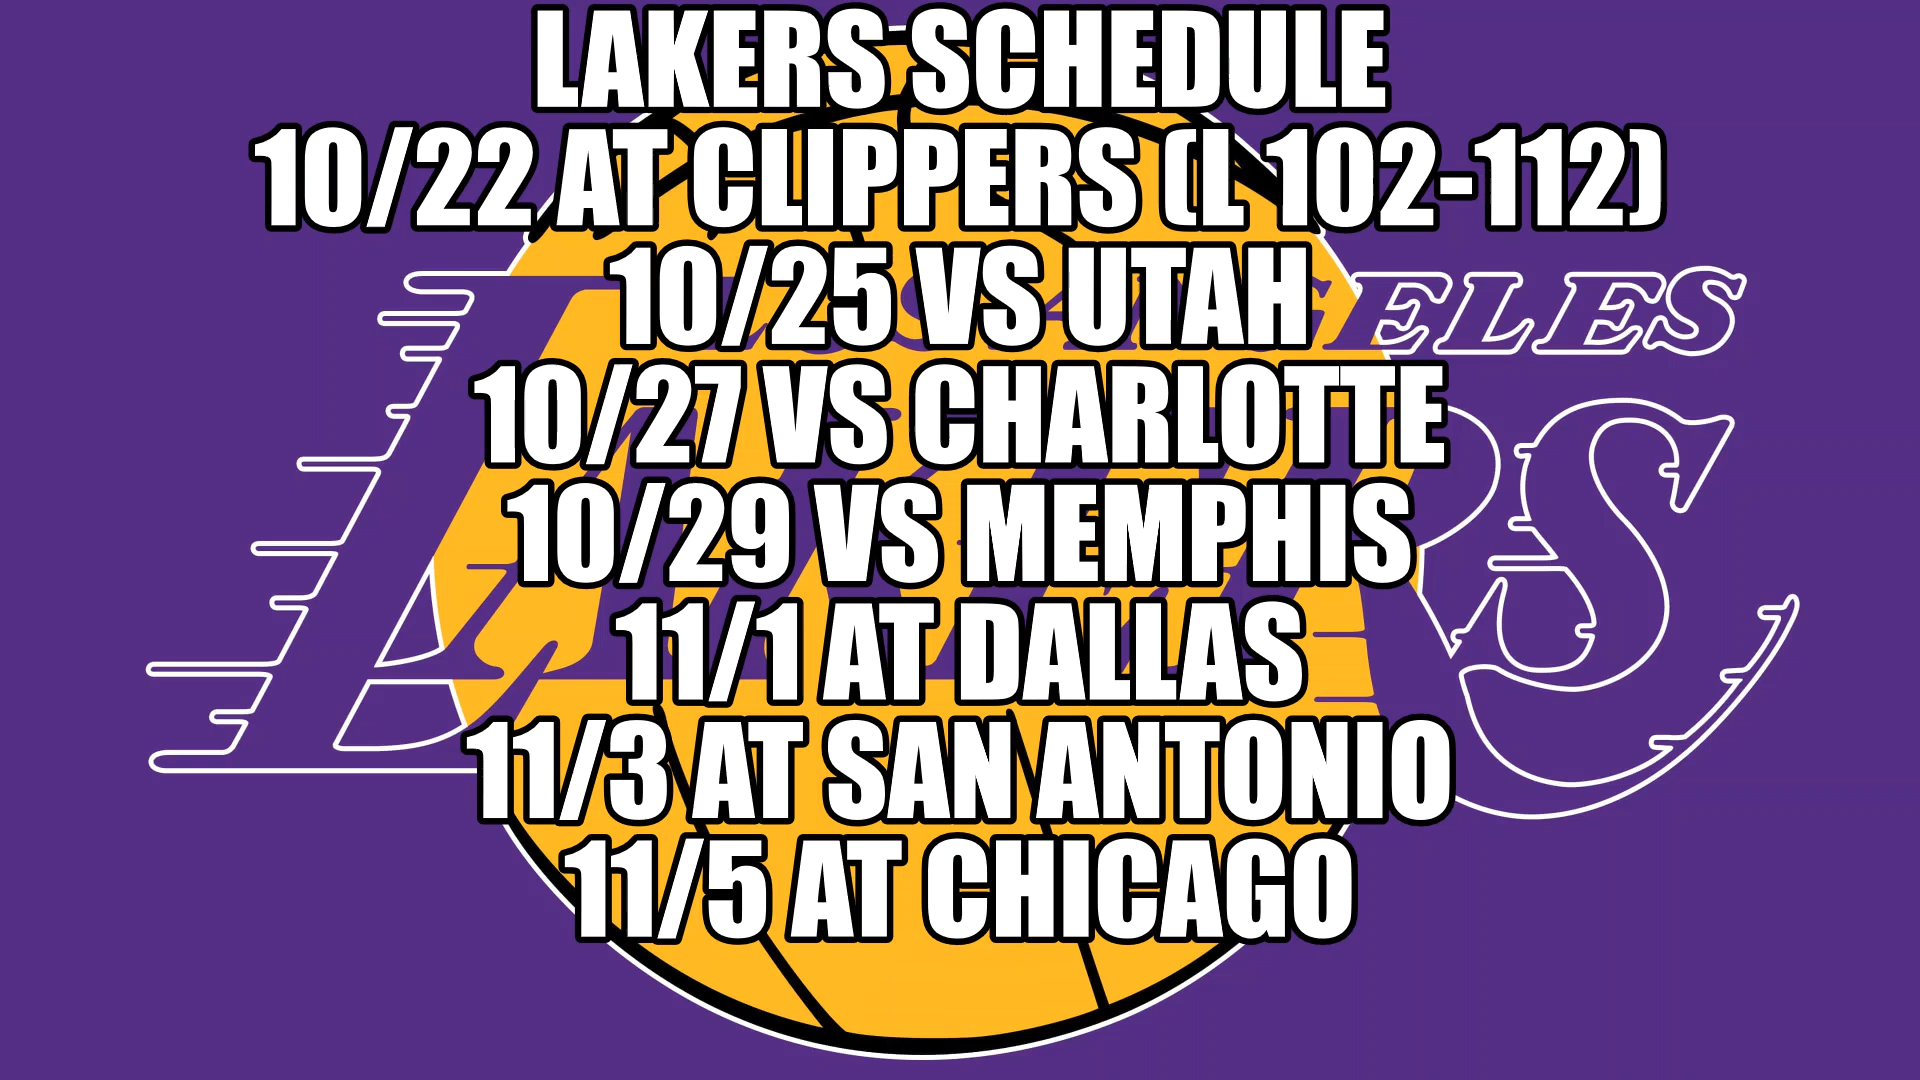 LAKERS SCHEDULE
10/22 AT CLIPPERS (L 102-112)
10/25 VS UTAH
10/27 VS CHARLOTTE
10/29 VS MEMPHIS
11/1 AT DALLAS
11/3 AT SAN ANTONIO
11/5 AT CHICAGO